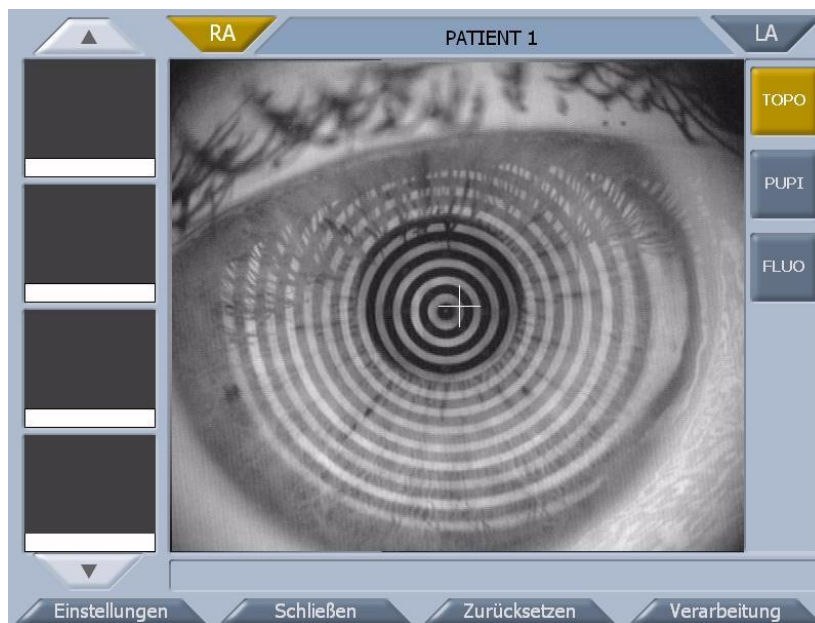 RA
PATIENT 1
LA
TOPO
PUPI
FLUO
Einstellungen
Schließen
Zurücksetzen
Verarbeitung